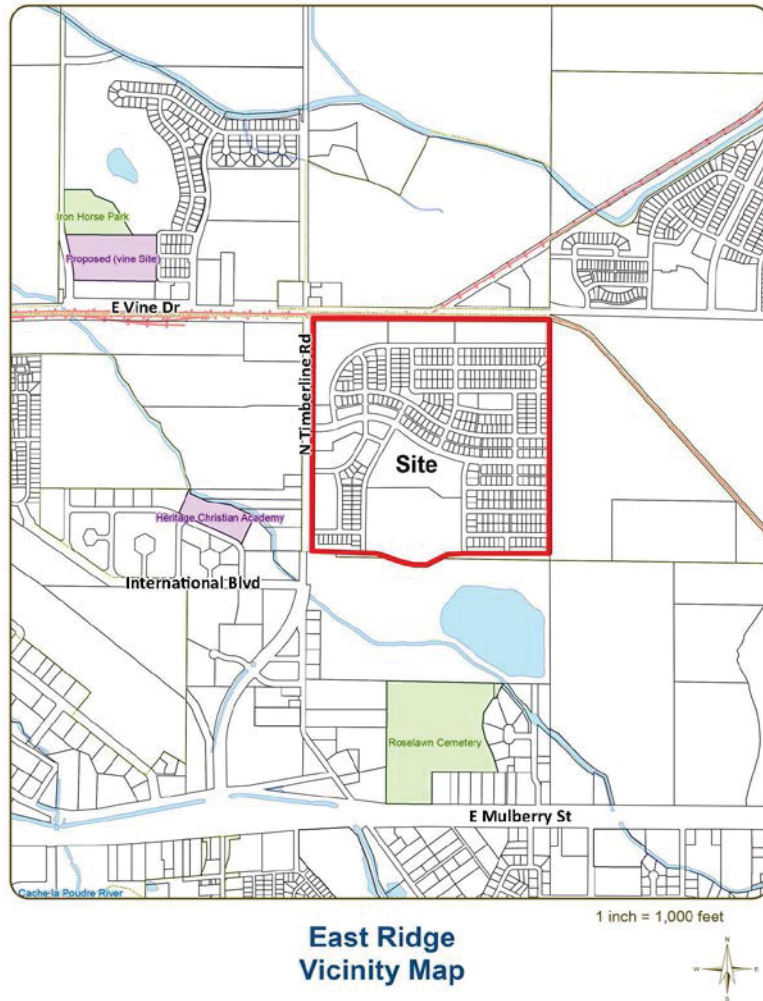 Iron Horse Park
Proposed (vine Site)
E Vine Dr
N Timberline Rd
Site
Heritage Christian Academy
International Blvd
Roselawn Cemetery
E Mulberry St
Cache la Poudre River
1 inch = 1,000 feet
East Ridge
Vicinity Map
N
W
E
S